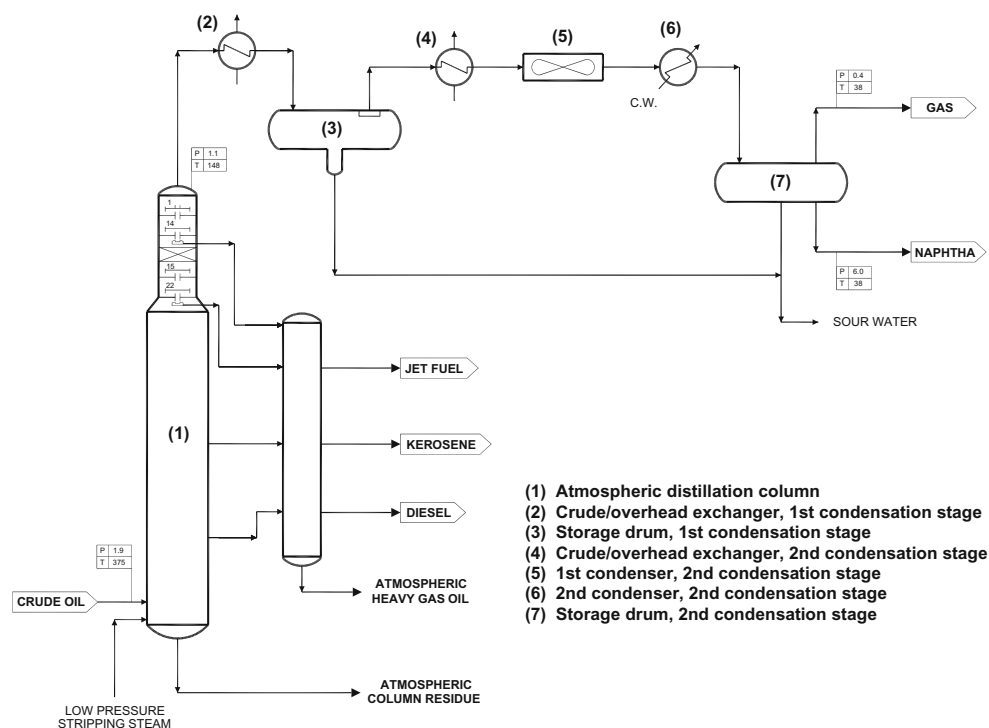 (2)
(4)
(5)
(6)
C.W.
P 0.4
T 38
GAS
(3)
(7)
P 1.1
T 148
1
14
15
22
NAPHTHA
P 6.0
T 38
SOUR WATER
JET FUEL
(1)
KEROSENE
DIESEL
P 1.9
T 375
CRUDE OIL
ATMOSPHERIC
HEAVY GAS OIL
ATMOSPHERIC
COLUMN RESIDUE
LOW PRESSURE
STRIPPING STEAM
(1) Atmospheric distillation column
(2) Crude/overhead exchanger, 1st condensation stage
(3) Storage drum, 1st condensation stage
(4) Crude/overhead exchanger, 2nd condensation stage
(5) 1st condenser, 2nd condensation stage
(6) 2nd condenser, 2nd condensation stage
(7) Storage drum, 2nd condensation stage